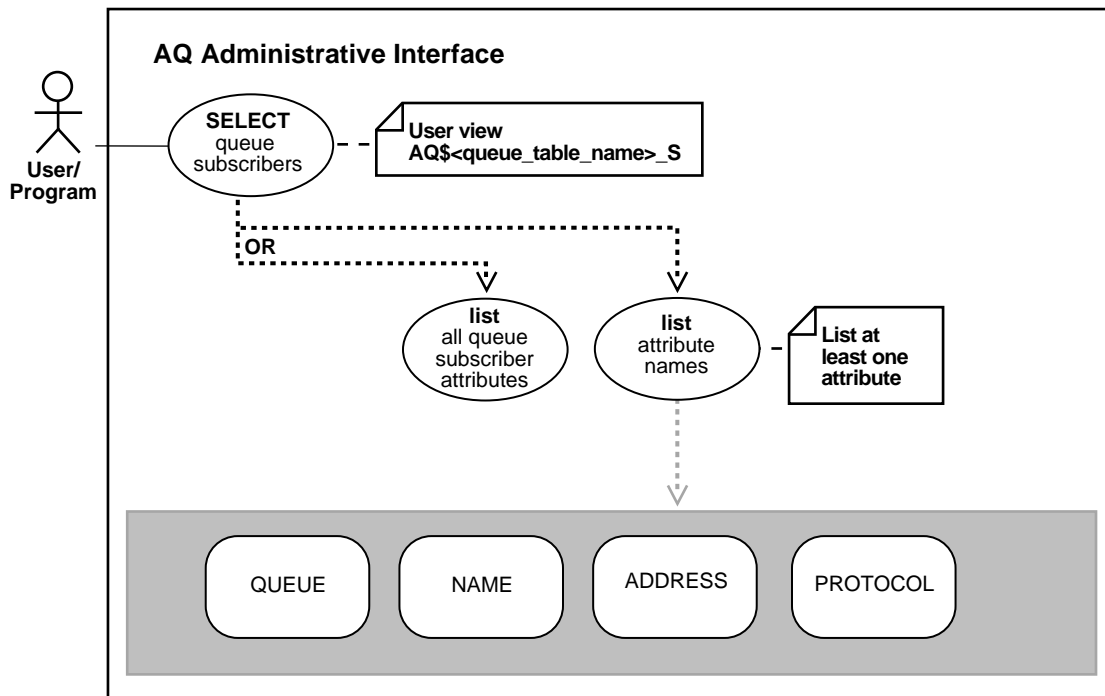 AQ Administrative Interface
User/
Program
SELECT
queue
subscribers
User view
AQ$<queue_table_name>_S
OR
list
all queue
subscriber
attributes
list
attribute
names
List at
least one
attribute
QUEUE
NAME
ADDRESS
PROTOCOL